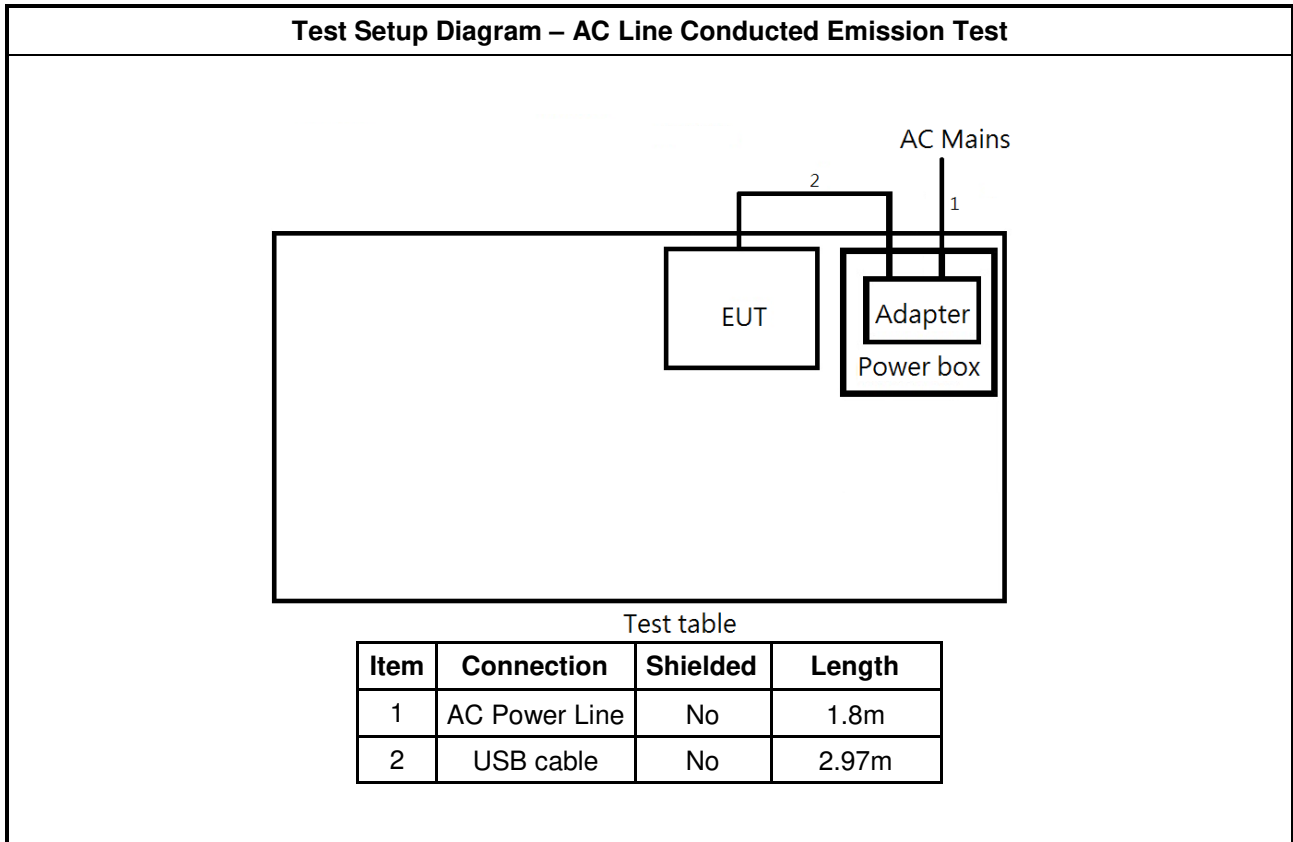 Test Setup Diagram – AC Line Conducted Emission Test
AC Mains
2
1
EUT
Adapter
Power box
Test table
Item Connection Shielded Length
1 AC Power Line No 1.8m
2 USB cable No 2.97m